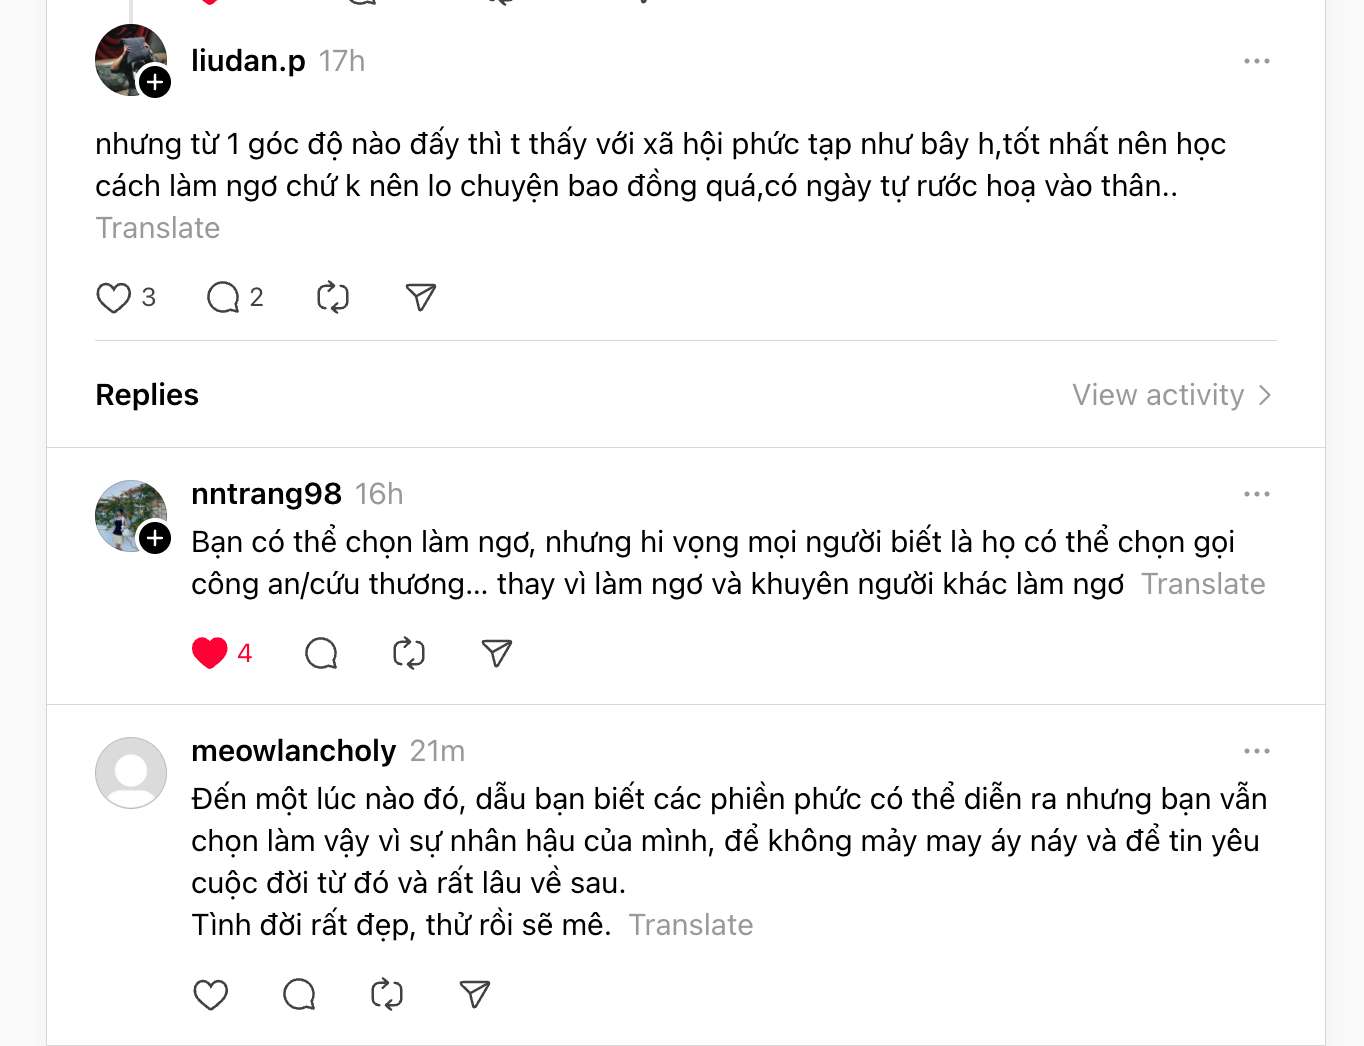 liudan.p 17h
nhưng từ 1 góc độ nào đấy thì t thấy với xã hội phức tạp như bây h,tốt nhất nên học
cách làm ngơ chứ k nên lo chuyện bao đồng quá,có ngày tự rước hoạ vào thân..
Translate
3 2
Replies View activity
nntrang98 16h
Bạn có thể chọn làm ngơ, nhưng hi vọng mọi người biết là họ có thể chọn gọi
công an/cứu thương... thay vì làm ngơ và khuyên người khác làm ngơ Translate
4
meowlancholy 21m
Đến một lúc nào đó, dẫu bạn biết các phiền phức có thể diễn ra nhưng bạn vẫn
chọn làm vậy vì sự nhân hậu của mình, để không mảy may áy náy và để tin yêu
cuộc đời từ đó và rất lâu về sau.
Tình đời rất đẹp, thử rồi sẽ mê. Translate